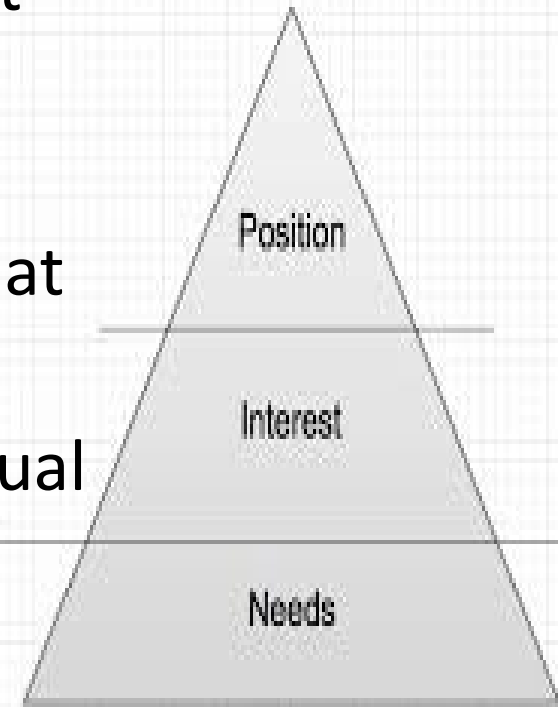 t
Position
at
Interest
ual
Needs